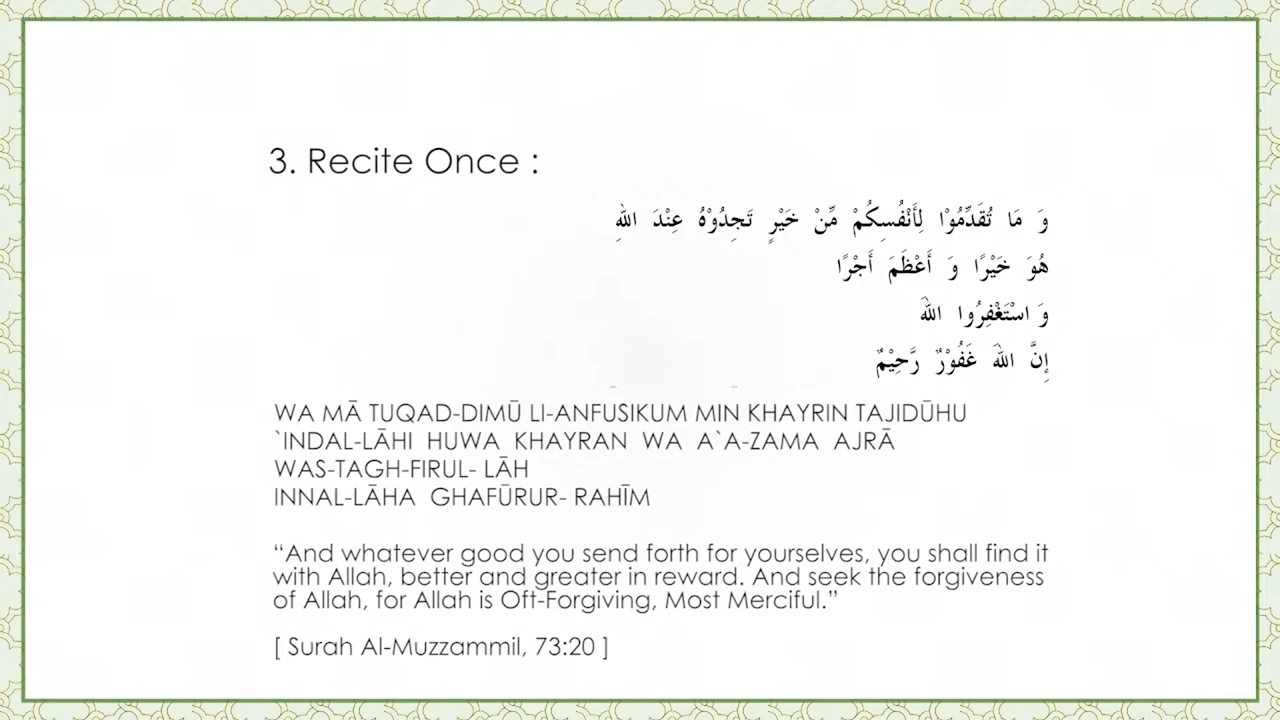 3. Recite Once :
وَ مَا تُقَدِّمُوْا لِأَنْفُسِكُمْ مِّنْ خَيْرٍ تَجِدُوْهُ عِنْدَ اللهِ
هُوَ خَيْرًا وَ أَعْظَمَ أَجْرًا
وَ اسْتَغْفِرُوا اللهَ
إِنَّ اللهَ غَفُوْرٌ رَّحِيْمٌ
WA MĀ TUQAD-DIMŪ LI-ANFUSIKUM MIN KHAYRIN TAJIDŪHU
`INDAL-LĀHI HUWA KHAYRAN WA A`A-ZAMA AJRĀ
WAS-TAGH-FIRUL- LĀH
INNAL-LĀHA GHAFŪRUR- RAHĪM
“And whatever good you send forth for yourselves, you shall find it
with Allah, better and greater in reward. And seek the forgiveness
of Allah, for Allah is Oft-Forgiving, Most Merciful.”
[ Surah Al-Muzzammil, 73:20 ]